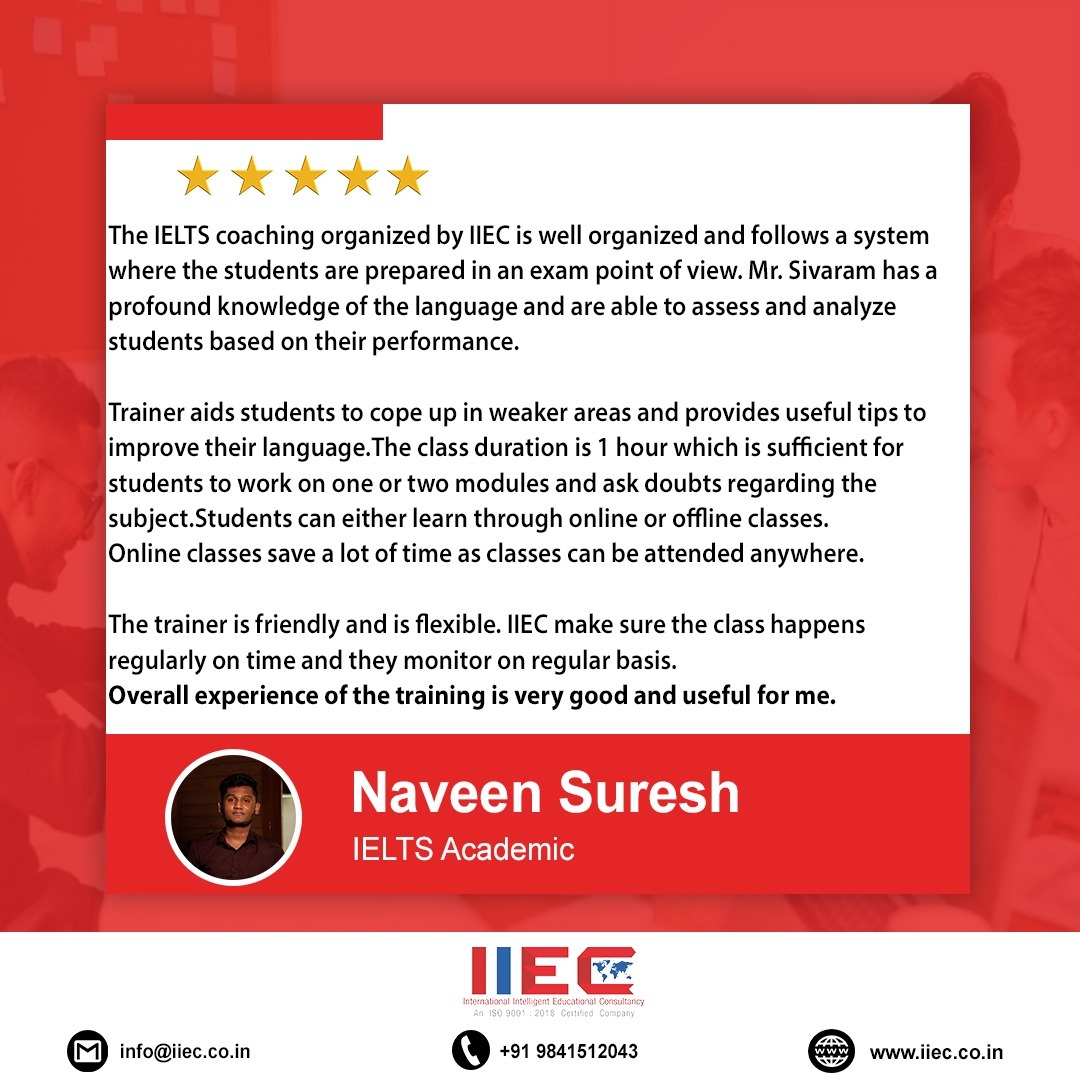 The IELTS coaching organized by IIEC is well organized and follows a system
where the students are prepared in an exam point of view. Mr. Sivaram has a
profound knowledge of the language and are able to assess and analyze
students based on their performance.
Trainer aids students to cope up in weaker areas and provides useful tips to
improve their language.The class duration is 1 hour which is sufficient for
students to work on one or two modules and ask doubts regarding the
subject.Students can either learn through online or offline classes.
Online classes save a lot of time as classes can be attended anywhere.
The trainer is friendly and is flexible. IIEC make sure the class happens
regularly on time and they monitor on regular basis.
Overall experience of the training is very good and useful for me.
Naveen Suresh
IELTS Academic
IIEC
International Intelligent Educational Consultancy
An ISO 9001 : 2018 Certified Company
info@iiec.co.in
+91 9841512043
www.iiec.co.in